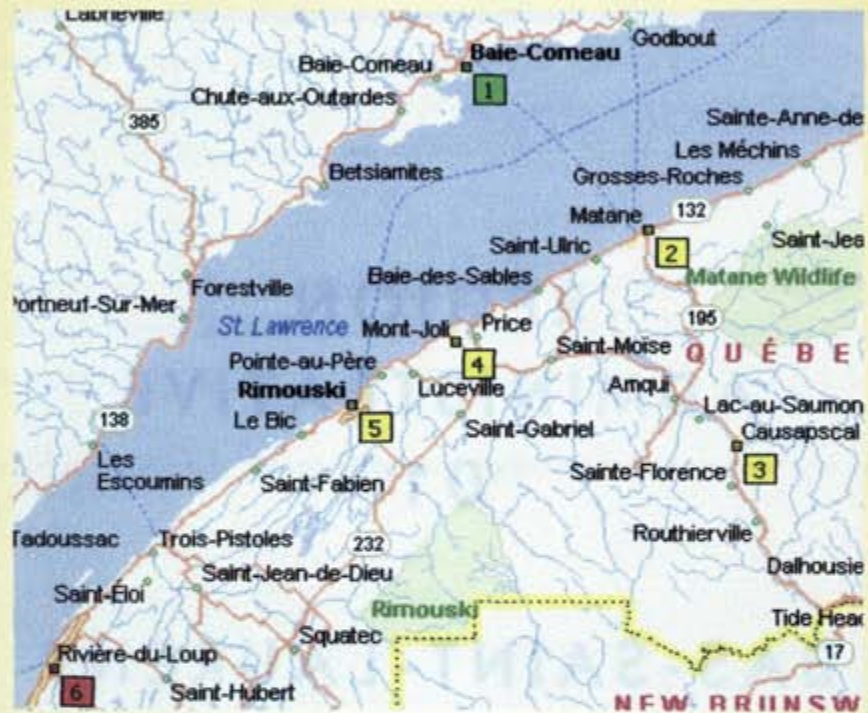 Labrieville
Godbout
Baie-Comeau
Baie-Comeau
1
Chute-aux-Outardes
385
Sainte-Anne-de
Les Méchins
Betsiamites
Grosses-Roches
Matane
132
Saint-Ulric
2
Saint-Jea
Baie-des-Sables
Matane Wildlife
Forestville
Portneuf-Sur-Mer
St. Lawrence
Mont-Joli
Price
195
Pointe-au-Père
4
Saint-Moïse
QUÉBE
Rimouski
Luceville
Amqui
Lac-au-Saumon
138
Le Bic
5
Saint-Gabriel
Causapscal
Les
Escoumins
Saint-Fabien
Sainte-Florence
3
Routhierville
Tadoussac
Trois-Pistoles
232
Dalhousie
Saint-Éloi
Saint-Jean-de-Dieu
Rimouski
Tide Head
Squatec
17
Rivière-du-Loup
6
Saint-Hubert
NEW BRUNSW